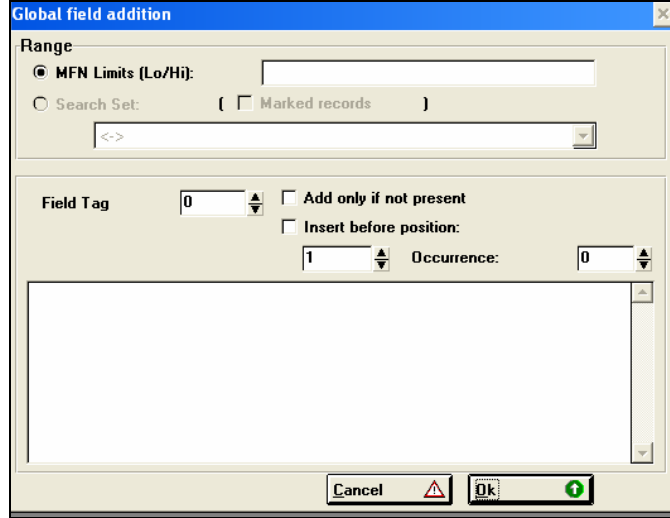 Global field addition
Range
MFN Limits (Lo/Hi):
Search Set: ( Marked records )
<->
Field Tag 0 Add only if not present
Insert before position:
1 Occurrence: 0
Cancel Ok